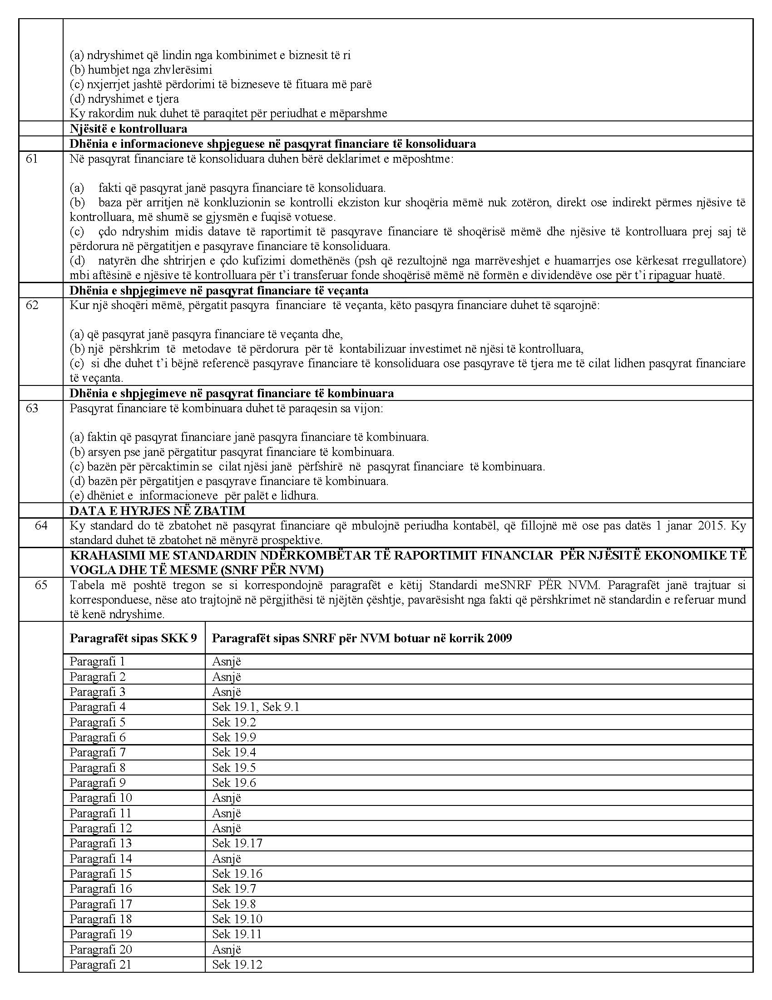 (a) ndryshimet që lindin nga kombinimet e biznesit të ri
(b) humbjet nga zhvlerësimi
(c) nxjerrjet jashtë përdorimi të bizneseve të fituara më parë
(d) ndryshimet e tjera
Ky rakordim nuk duhet të paraqitet për periudhat e mëparshme
Njësitë e kontrolluara
Dhënia e informacioneve shpjeguese në pasqyrat financiare të konsoliduara
61 Në pasqyrat financiare të konsoliduara duhen bërë deklarimet e mëposhtme:
(a) fakti që pasqyrat janë pasqyra financiare të konsoliduara.
(b) baza për arritjen në konkluzionin se kontrolli ekziston kur shoqëria mëmë nuk zotëron, direkt ose indirekt përmes njësive të
kontrolluara, më shumë se gjysmën e fuqisë votuese.
(c) çdo ndryshim midis datave të raportimit të pasqyrave financiare të shoqërisë mëmë dhe njësive të kontrolluara prej saj të
përdorura në përgatitjen e pasqyrave financiare të konsoliduara.
(d) natyrën dhe shtrirjen e çdo kufizimi domethënës (psh që rezultojnë nga marrëveshjet e huamarrjes ose kërkesat rregullatore)
mbi aftësinë e njësive të kontrolluara për t’i transferuar fonde shoqërisë mëmë në formën e dividendëve ose për t’i ripaguar huatë.
Dhënia e shpjegimeve në pasqyrat financiare të veçanta
62 Kur një shoqëri mëmë, përgatit pasqyra financiare të veçanta, këto pasqyra financiare duhet të sqarojnë:
(a) që pasqyrat janë pasqyra financiare të veçanta dhe,
(b) një përshkrim të metodave të përdorura për të kontabilizuar investimet në njësi të kontrolluara,
(c) si dhe duhet t’i bëjnë referencë pasqyrave financiare të konsoliduara ose pasqyrave të tjera me të cilat lidhen pasqyrat financiare
të veçanta.
Dhënia e shpjegimeve në pasqyrat financiare të kombinuara
63 Pasqyrat financiare të kombinuara duhet të paraqesin sa vijon:
(a) faktin që pasqyrat financiare janë pasqyra financiare të kombinuara.
(b) arsyen pse janë përgatitur pasqyrat financiare të kombinuara.
(c) bazën për përcaktimin se cilat njësi janë përfshirë në pasqyrat financiare të kombinuara.
(d) bazën për përgatitjen e pasqyrave financiare të kombinuara.
(e) dhëniet e informacioneve për palët e lidhura.
DATA E HYRJES NË ZBATIM
64 Ky standard do të zbatohet në pasqyrat financiare që mbulojnë periudha kontabël, që fillojnë më ose pas datës 1 janar 2015. Ky
standard duhet të zbatohet në mënyrë prospektive.
KRAHASIMI ME STANDARDIN NDËRKOMBËTAR TË RAPORTIMIT FINANCIAR PËR NJËSITË EKONOMIKE TË
VOGLA DHE TË MESME (SNRF PËR NVM)
65 Tabela më poshtë tregon se si korrespondojnë paragrafët e këtij Standardi meSNRF PËR NVM. Paragrafët janë trajtuar si
korresponduese, nëse ato trajtojnë në përgjithësi të njëjtën çështje, pavarësisht nga fakti që përshkrimet në standardin e referuar mund
të kenë ndryshime.
Paragrafët sipas SKK 9 Paragrafët sipas SNRF për NVM botuar në korrik 2009
Paragrafi 1 Asnjë
Paragrafi 2 Asnjë
Paragrafi 3 Asnjë
Paragrafi 4 Sek 19.1, Sek 9.1
Paragrafi 5 Sek 19.2
Paragrafi 6 Sek 19.9
Paragrafi 7 Sek 19.4
Paragrafi 8 Sek 19.5
Paragrafi 9 Sek 19.6
Paragrafi 10 Asnjë
Paragrafi 11 Asnjë
Paragrafi 12 Asnjë
Paragrafi 13 Sek 19.17
Paragrafi 14 Asnjë
Paragrafi 15 Sek 19.16
Paragrafi 16 Sek 19.7
Paragrafi 17 Sek 19.8
Paragrafi 18 Sek 19.10
Paragrafi 19 Sek 19.11
Paragrafi 20 Asnjë
Paragrafi 21 Sek 19.12